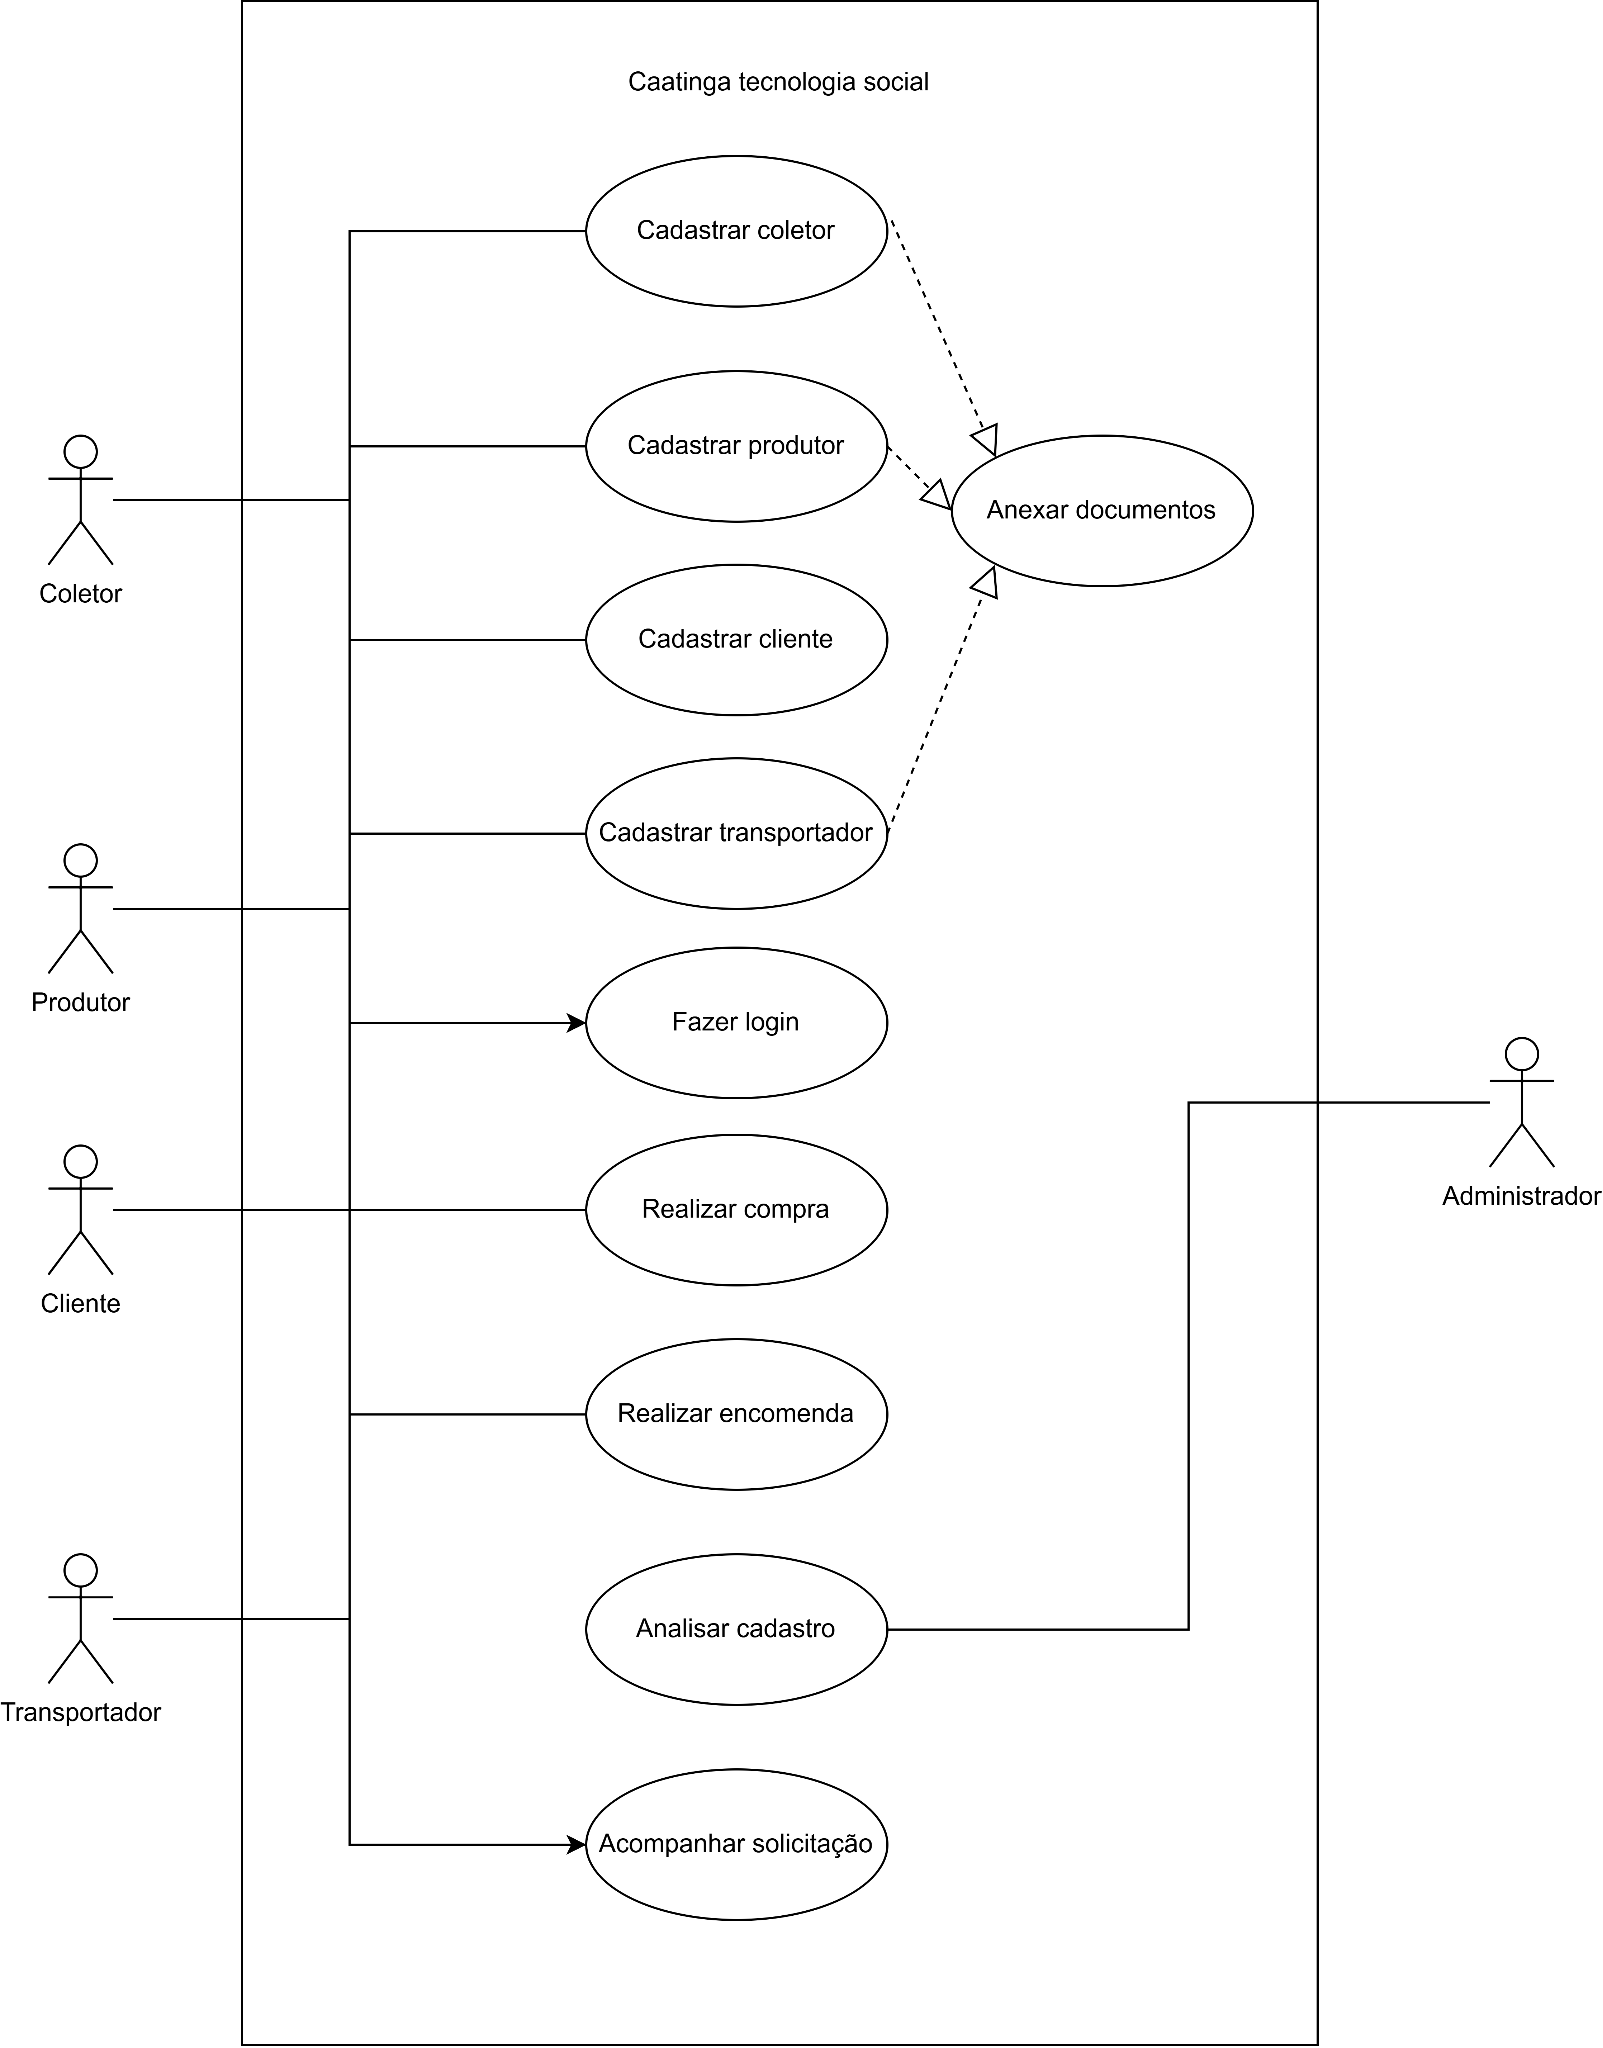 Caatinga tecnologia social
Cadastrar coletor
Cadastrar produtor
Anexar documentos
Coletor
Cadastrar cliente
Cadastrar transportador
Produtor
Fazer login
Administrador
Realizar compra
Cliente
Realizar encomenda
Analisar cadastro
Transportador
Acompanhar solicitação